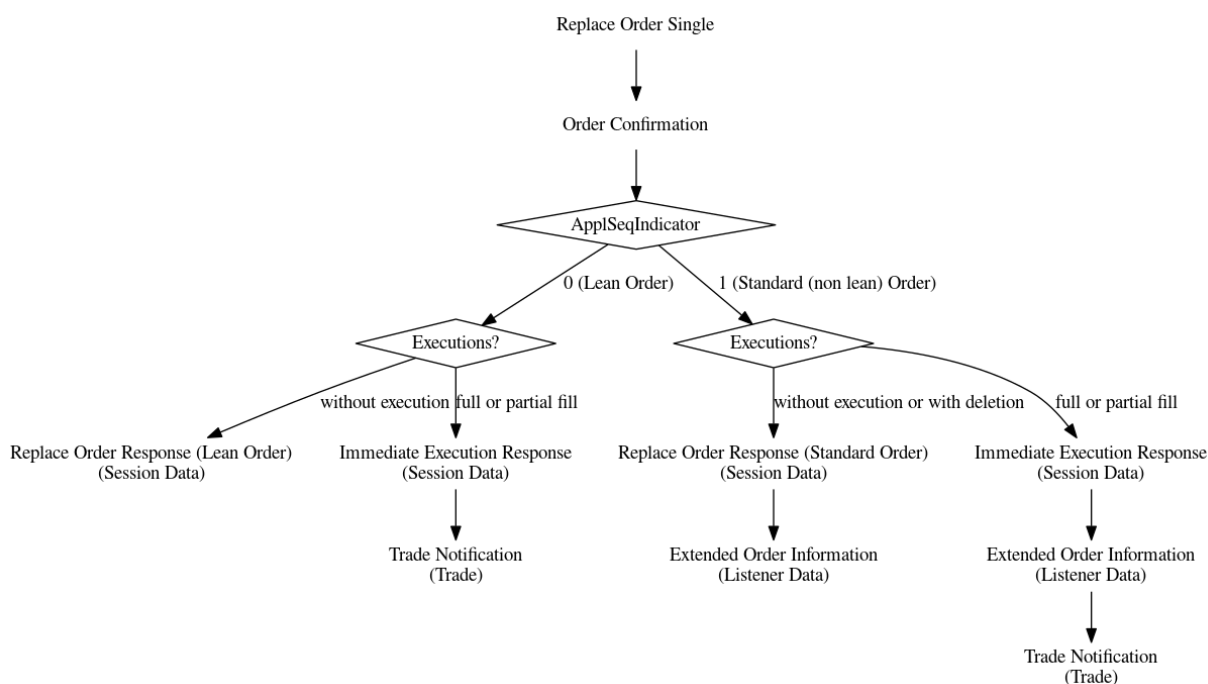 Replace Order Single
Order Confirmation
ApplSeqIndicator
0 (Lean Order)
1 (Standard (non lean) Order)
Executions?
Executions?
without execution
full or partial fill
without execution or with deletion
full or partial fill
Replace Order Response (Lean Order)
(Session Data)
Immediate Execution Response
(Session Data)
Replace Order Response (Standard Order)
(Session Data)
Immediate Execution Response
(Session Data)
Trade Notification
(Trade)
Extended Order Information
(Listener Data)
Extended Order Information
(Listener Data)
Trade Notification
(Trade)